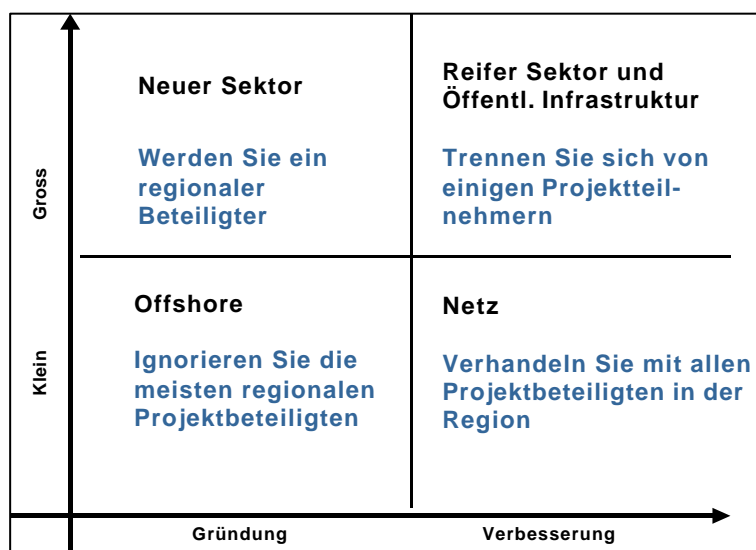 Gross
Neuer Sektor
Werden Sie ein
regionaler
Beteiligter
Reifer Sektor und
Öffentl. Infrastruktur
Trennen Sie sich von
einigen Projektteil-
nehmern
Klein
Offshore
Ignorieren Sie die
meisten regionalen
Projektbeteiligten
Netz
Verhandeln Sie mit allen
Projektbeteiligten in der
Region
Gründung
Verbesserung